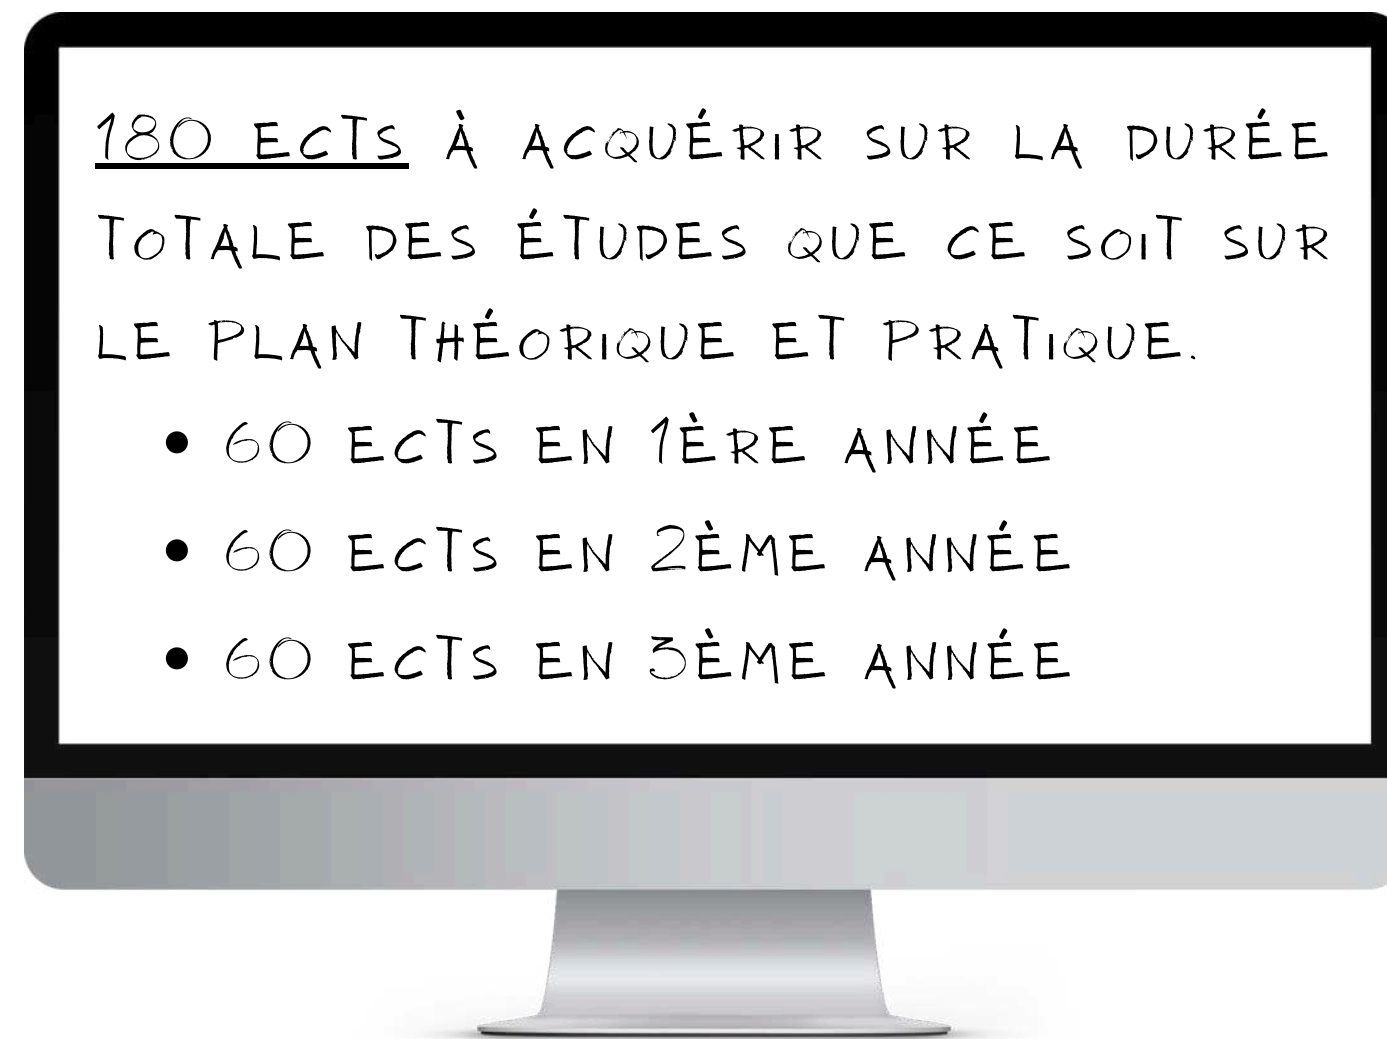 180 ECTS À ACQUÉRIR SUR LA DURÉE
TOTALE DES ÉTUDES QUE CE SOIT SUR
LE PLAN THÉORIQUE ET PRATIQUE.
• 60 ECTS EN 1ÈRE ANNÉE
• 60 ECTS EN 2ÈME ANNÉE
• 60 ECTS EN 3ÈME ANNÉE